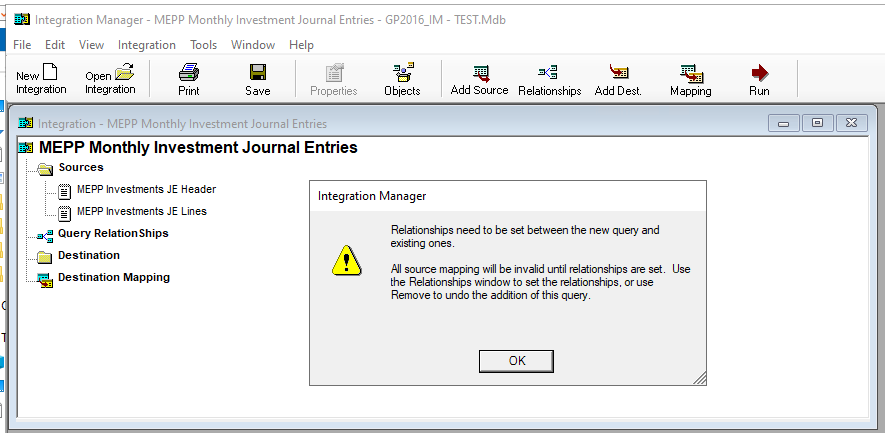 Integration Manager - MEPP Monthly Investment Journal Entries - GP2016_IM - TEST.Mdb
File Edit View Integration Tools Window Help
New Integration
Open Integration
Print
Save
Properties
Objects
Add Source
Relationships
Add Dest.
Mapping
Run
Integration - MEPP Monthly Investment Journal Entries
MEPP Monthly Investment Journal Entries
Sources
MEPP Investments JE Header
MEPP Investments JE Lines
Query RelationShips
Destination
Destination Mapping
Integration Manager
Relationships need to be set between the new query and
existing ones.
All source mapping will be invalid until relationships are set. Use
the Relationships window to set the relationships, or use
Remove to undo the addition of this query.
OK